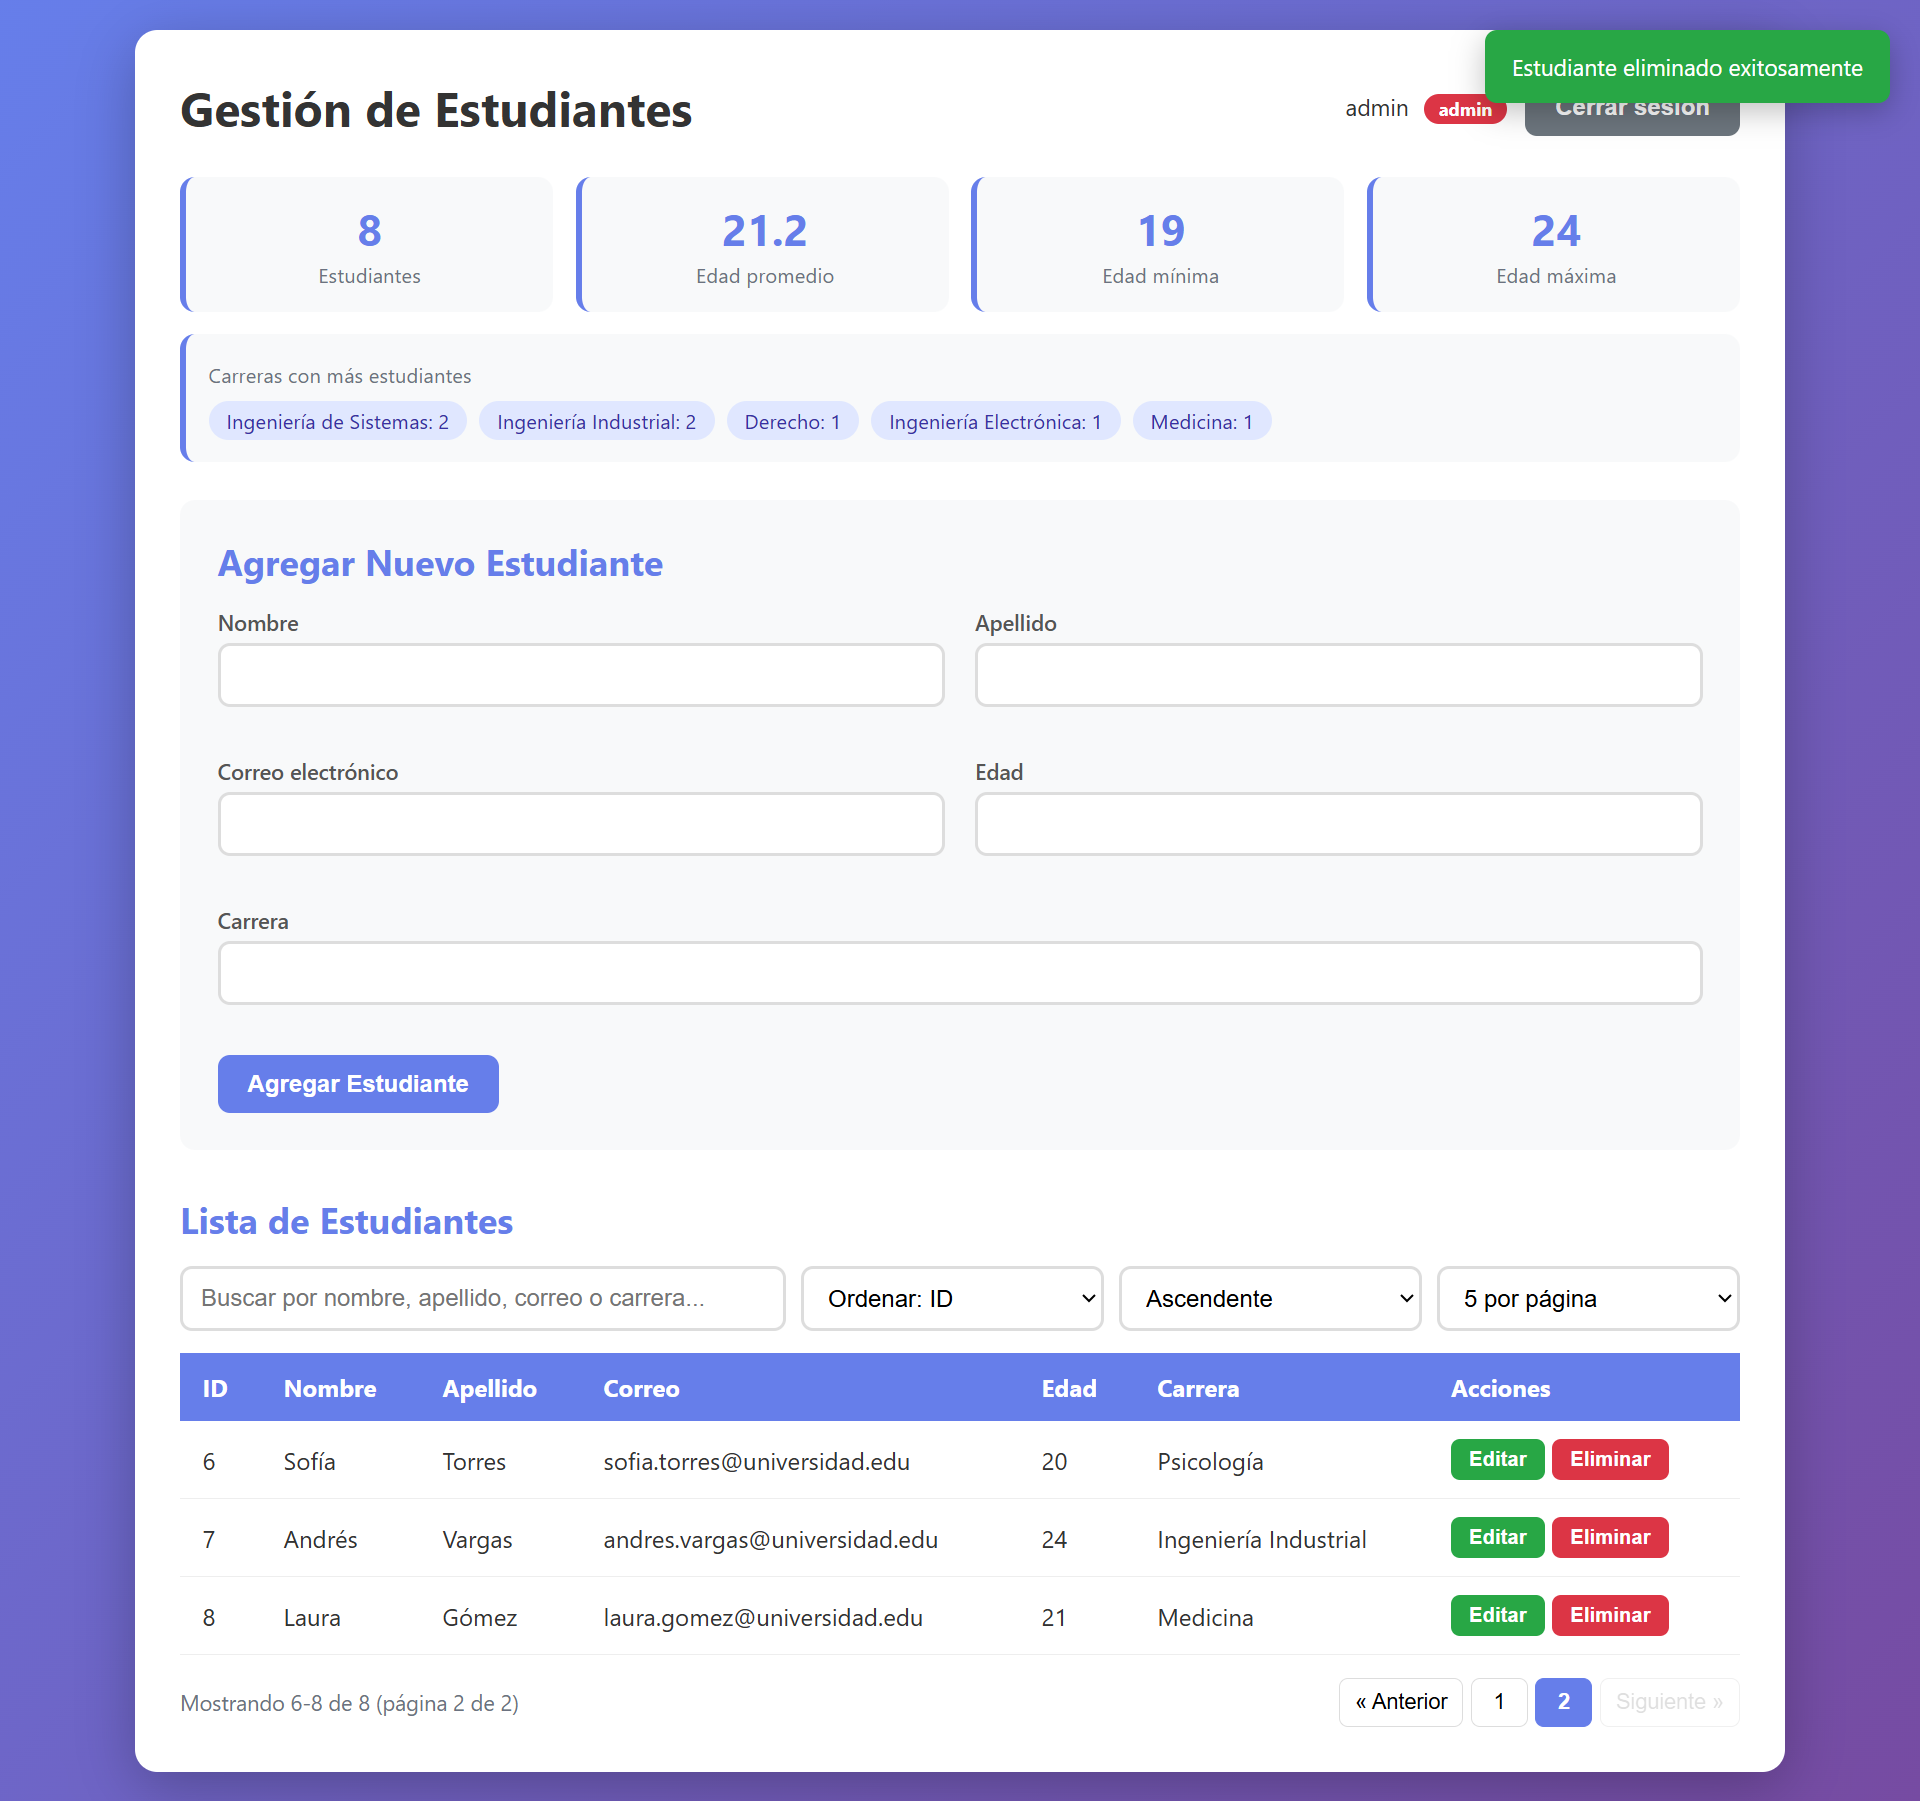 Estudiante eliminado exitosamente
Gestión de Estudiantes
admin admin Cerrar sesión
8 21.2 19 24
Estudiantes Edad promedio Edad mínima Edad máxima
Carreras con más estudiantes
Ingeniería de Sistemas: 2 Ingeniería Industrial: 2 Derecho: 1 Ingeniería Electrónica: 1 Medicina: 1
Agregar Nuevo Estudiante
Nombre Apellido
Correo electrónico Edad
Carrera
Agregar Estudiante
Lista de Estudiantes
Buscar por nombre, apellido, correo o carrera... Ordenar: ID Ascendente 5 por página
ID Nombre Apellido Correo Edad Carrera Acciones
6 Sofía Torres sofia.torres@universidad.edu 20 Psicología Editar Eliminar
7 Andrés Vargas andres.vargas@universidad.edu 24 Ingeniería Industrial Editar Eliminar
8 Laura Gómez laura.gomez@universidad.edu 21 Medicina Editar Eliminar
Mostrando 6-8 de 8 (página 2 de 2) « Anterior 1 2 Siguiente »